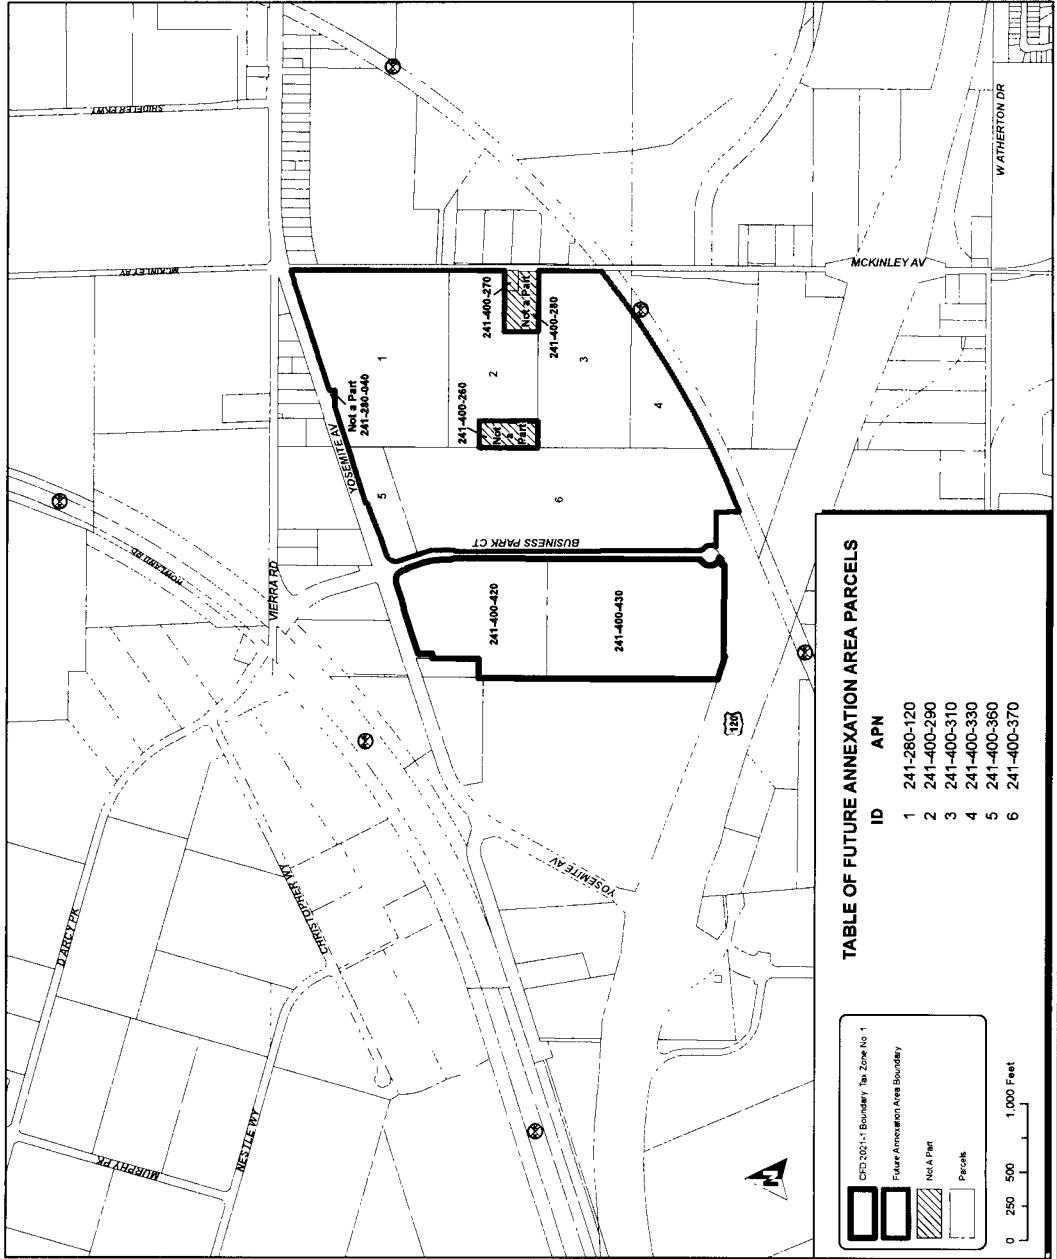 SHIDELER PKWY
MCKINLEY AV
MCKINLEY AV
W ATHERTON DR
241-400-270
Not a Part
241-400-280
1
2
3
4
5
6
Not a Part
241-280-040
241-400-260
Not
a
Part
YOSEMITE AV
BUSINESS PARK CT
HOWLAND RD
VIERRA RD
241-400-420
241-400-430
120
YOSEMITE AV
D ARCY PK
CHRISTOPHER WY
NESTLE WY
MURPHY PK
N
TABLE OF FUTURE ANNEXATION AREA PARCELS
ID APN
1 241-280-120
2 241-400-290
3 241-400-310
4 241-400-330
5 241-400-360
6 241-400-370
CFD 2021-1 Boundary Tax Zone No. 1
Future Annexation Area Boundary
Not A Part
Parcels
0 250 500 1,000 Feet